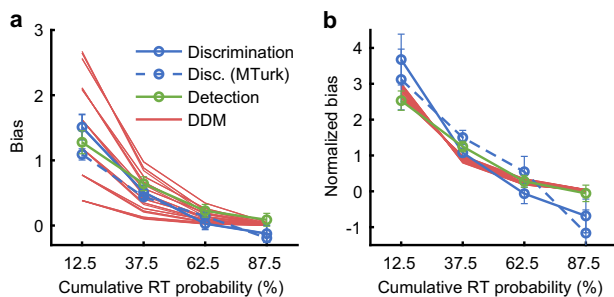 a
3
2
1
0
Bias
12.5 37.5 62.5 87.5
Cumulative RT probability (%)
Discrimination
Disc. (MTurk)
Detection
DDM
b
4
3
2
1
0
-1
Normalized bias
12.5 37.5 62.5 87.5
Cumulative RT probability (%)